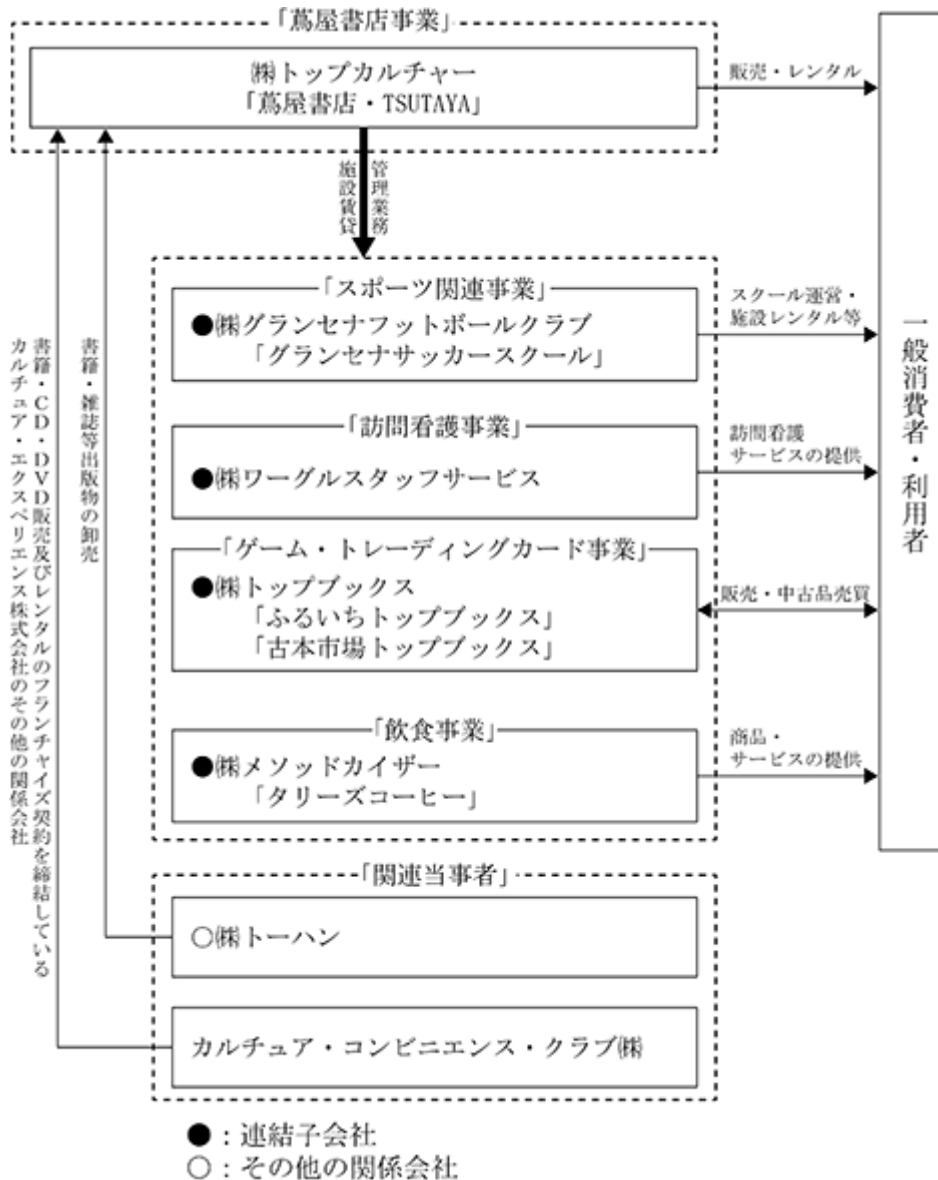 「蔦屋書店事業」
㈱トップカルチャー
「蔦屋書店・TSUTAYA」
販売・レンタル
管理業務
施設賃貸
「スポーツ関連事業」
●㈱グランセナフットボールクラブ
「グランセナサッカースクール」
スクール運営・
施設レンタル等
「訪問看護事業」
●㈱ワーグルスタッフサービス
訪問看護
サービスの提供
「ゲーム・トレーディングカード事業」
●㈱トップブックス
「ふるいちトップブックス」
「古本市場トップブックス」
販売・中古品売買
「飲食事業」
●㈱メソッドカイザー
「タリーズコーヒー」
商品・
サービスの提供
一般消費者・利用者
書籍・雑誌等出版物の卸売
書籍・CD・DVD販売及びレンタルのフランチャイズ契約を締結している
カルチュア・エクスペリエンス株式会社のその他の関係会社
「関連当事者」
○㈱トーハン
カルチュア・コンビニエンス・クラブ㈱
●：連結子会社
○：その他の関係会社